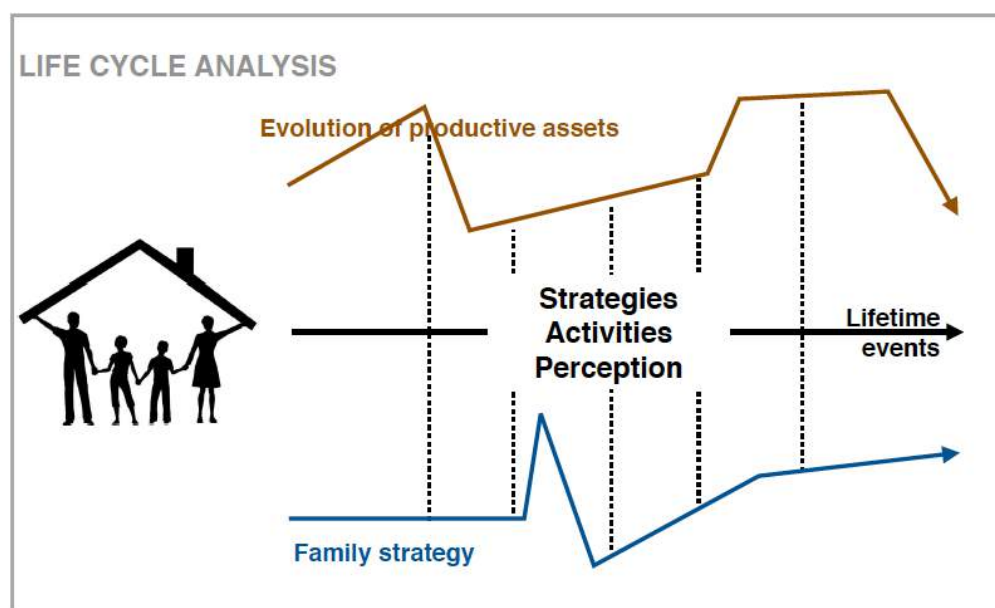 LIFE CYCLE ANALYSIS
Evolution of productive assets
Strategies
Activities
Perception
Lifetime
events
Family strategy